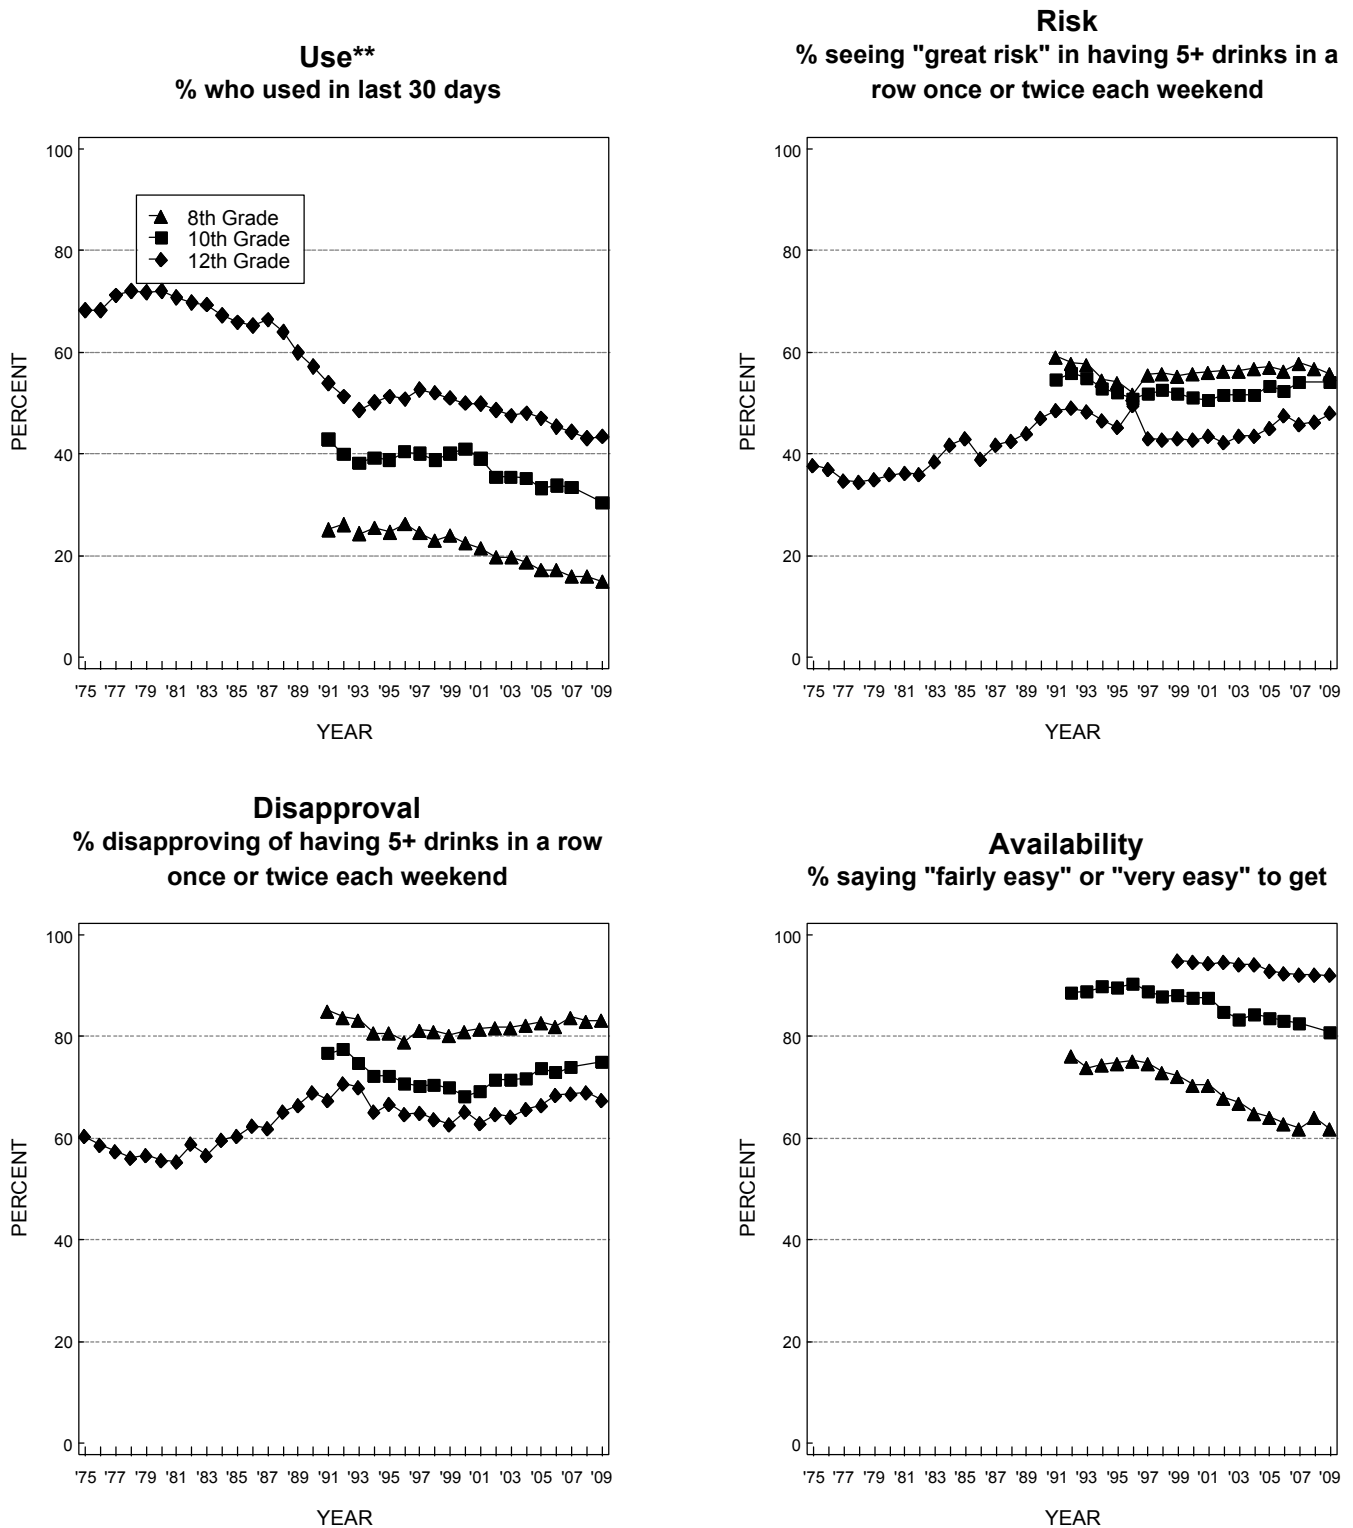 Use**
% who used in last 30 days
100
80
60
40
20
0
PERCENT
8th Grade
10th Grade
12th Grade
'75 '77 '79 '81 '83 '85 '87 '89 '91 '93 '95 '97 '99 '01 '03 '05 '07 '09
YEAR
Risk
% seeing "great risk" in having 5+ drinks in a
row once or twice each weekend
100
80
60
40
20
0
PERCENT
'75 '77 '79 '81 '83 '85 '87 '89 '91 '93 '95 '97 '99 '01 '03 '05 '07 '09
YEAR
Disapproval
% disapproving of having 5+ drinks in a row
once or twice each weekend
100
80
60
40
20
0
PERCENT
'75 '77 '79 '81 '83 '85 '87 '89 '91 '93 '95 '97 '99 '01 '03 '05 '07 '09
YEAR
Availability
% saying "fairly easy" or "very easy" to get
100
80
60
40
20
0
PERCENT
'75 '77 '79 '81 '83 '85 '87 '89 '91 '93 '95 '97 '99 '01 '03 '05 '07 '09
YEAR